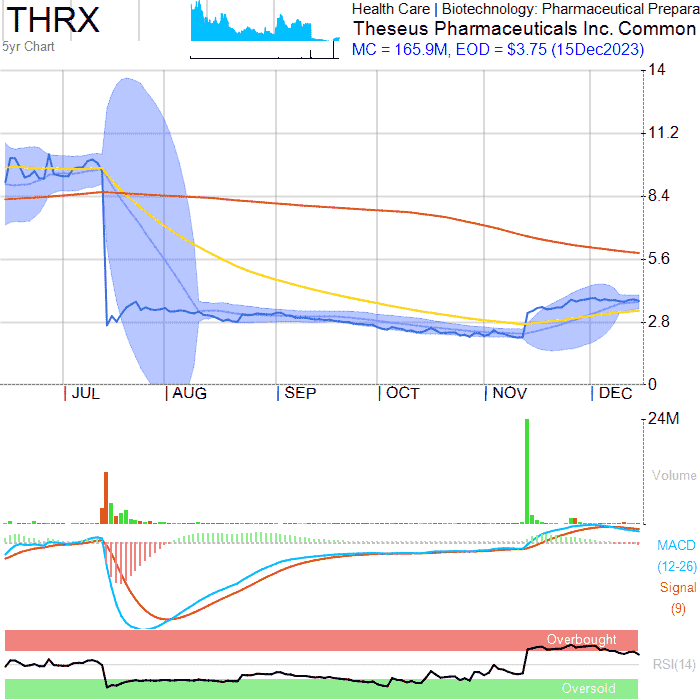 THRX
5yr Chart
Health Care | Biotechnology: Pharmaceutical Prepara
Theseus Pharmaceuticals Inc. Common
MC = 165.9M, EOD = $3.75 (15Dec2023)
14
11.2
8.4
5.6
2.8
0
JUL
AUG
SEP
OCT
NOV
DEC
24M
Volume
MACD
(12-26)
Signal
(9)
Overbought
RSI(14)
Oversold